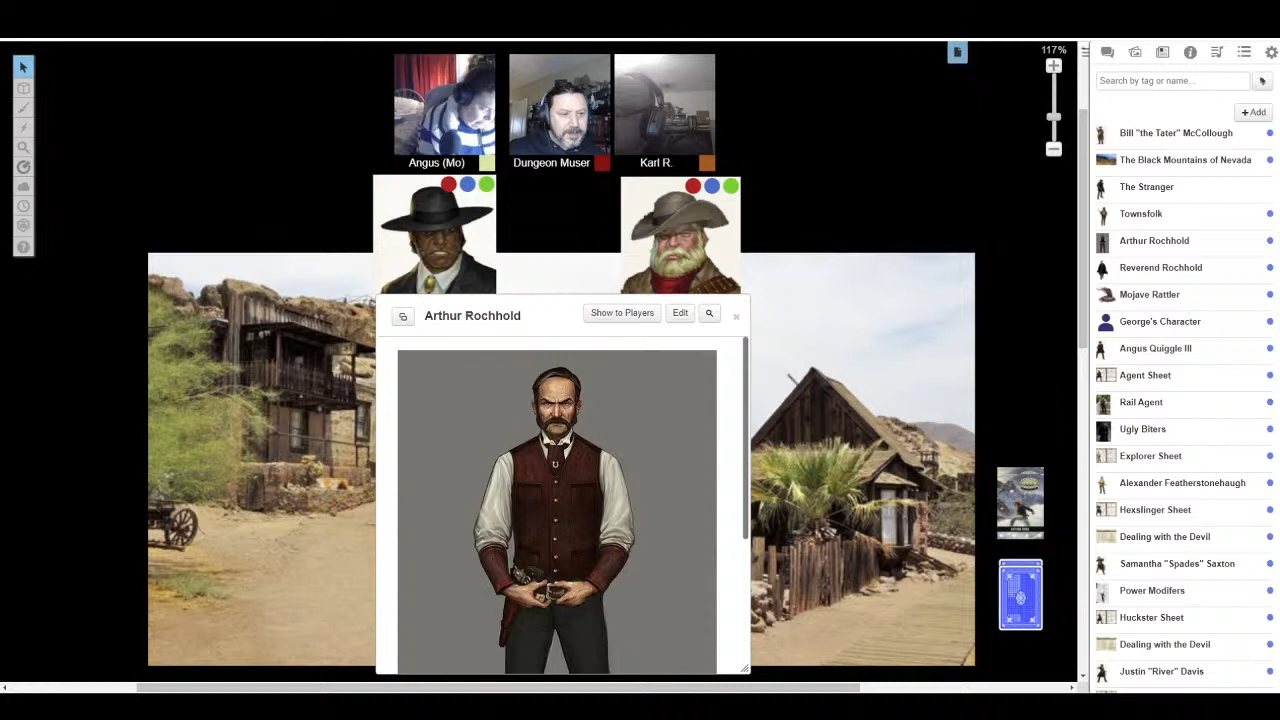 117%
Angus (Mo)
Dungeon Muser
Karl R.
Arthur Rochhold
Show to Players
Edit
Search by tag or name...
+ Add
Bill "the Tater" McCollough
The Black Mountains of Nevada
The Stranger
Townsfolk
Arthur Rochhold
Reverend Rochhold
Mojave Rattler
George's Character
Angus Quiggle III
Agent Sheet
Rail Agent
Ugly Biters
Explorer Sheet
Alexander Featherstonehaugh
Hexslinger Sheet
Dealing with the Devil
Samantha "Spades" Saxton
Power Modifers
Huckster Sheet
Dealing with the Devil
Justin "River" Davis